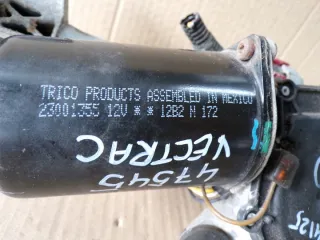 TRICO PRODUCTS ASSEMBLED IN MEXICO
23001355 12V * * 12B2 M 172
47545
VECTRAC